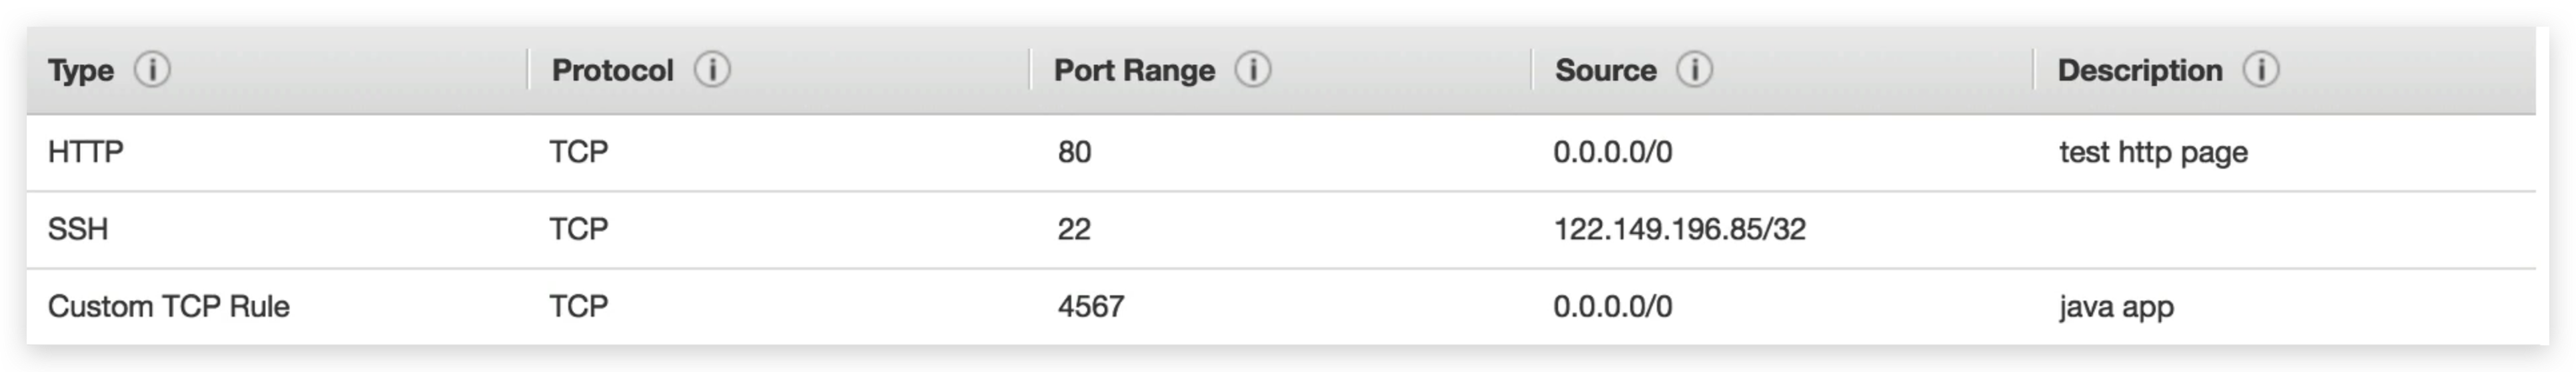 Type Protocol Port Range Source Description
HTTP TCP 80 0.0.0.0/0 test http page
SSH TCP 22 122.149.196.85/32
Custom TCP Rule TCP 4567 0.0.0.0/0 java app